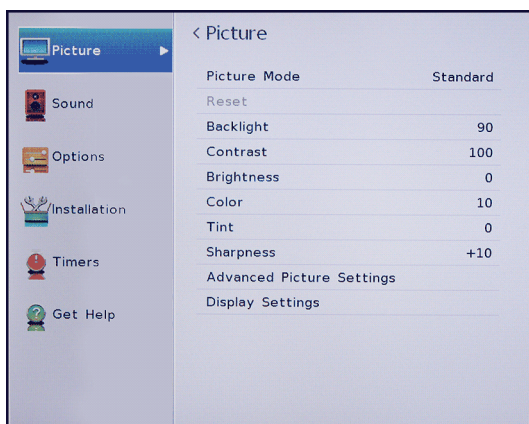 Picture
Sound
Options
Installation
Timers
Get Help
< Picture
Picture Mode Standard
Reset
Backlight 90
Contrast 100
Brightness 0
Color 10
Tint 0
Sharpness +10
Advanced Picture Settings
Display Settings